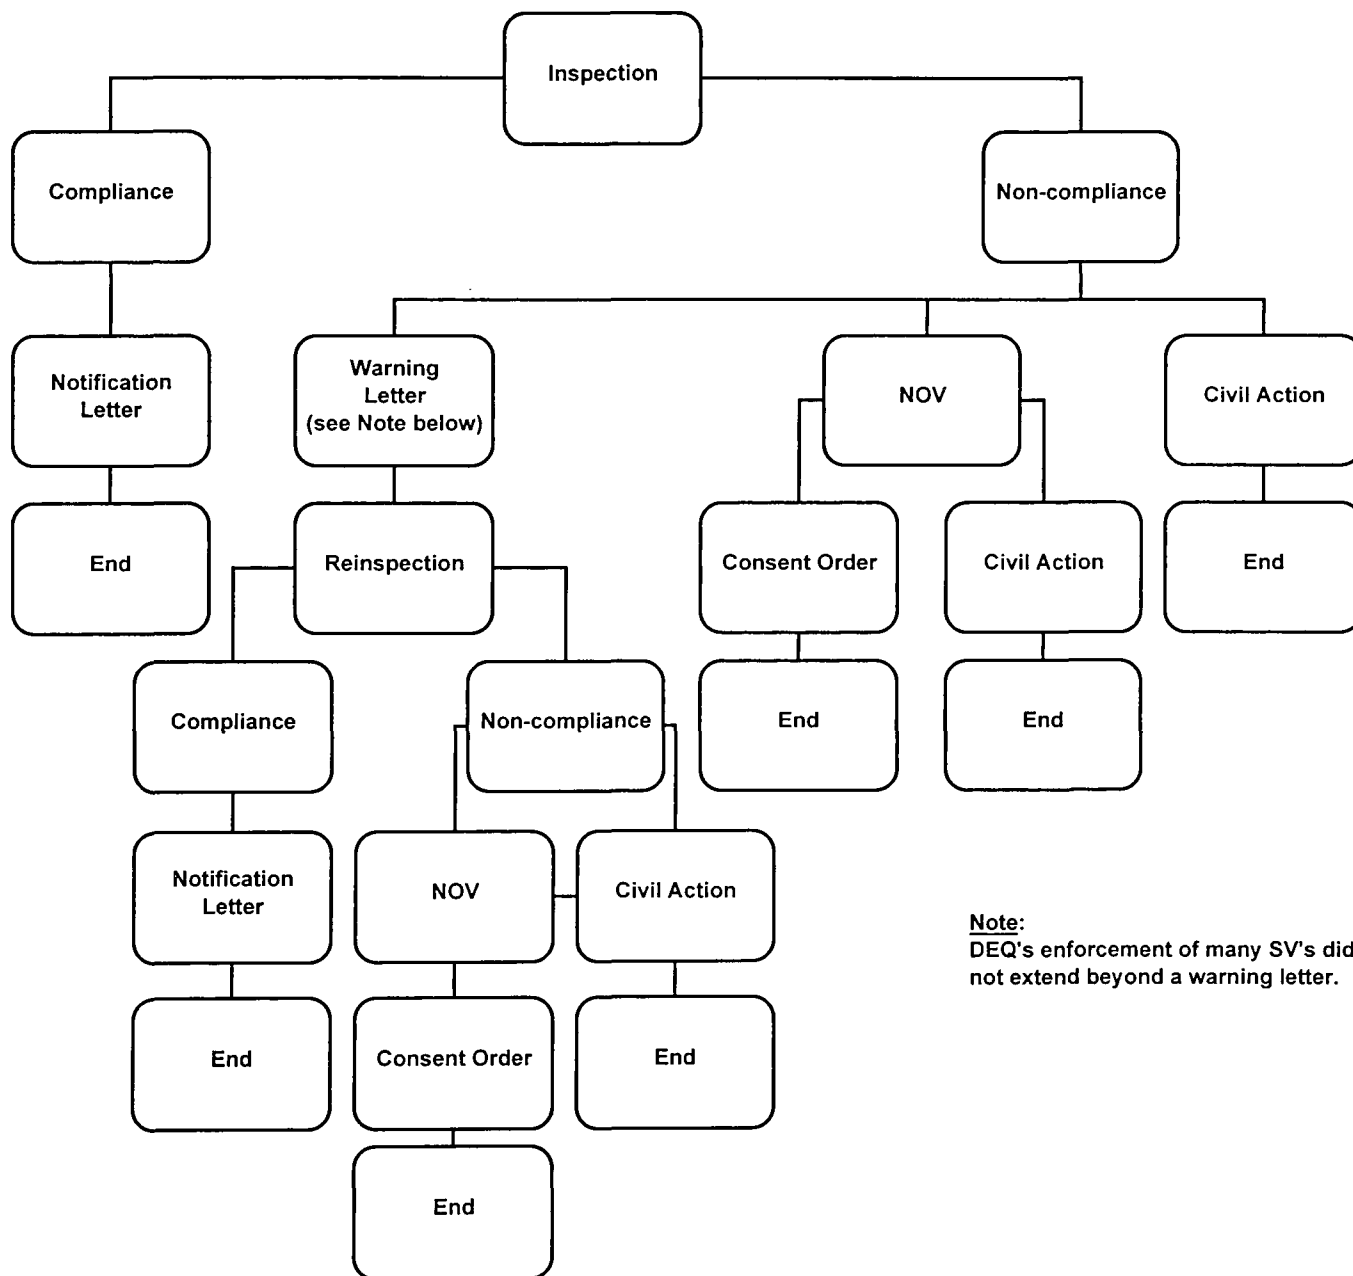 Inspection
Compliance
Non-compliance
Notification
Letter
Warning
Letter
(see Note below)
NOV
Civil Action
End
Reinspection
Consent Order
Civil Action
End
Compliance
Non-compliance
End
End
Notification
Letter
NOV
Civil Action
Note:
DEQ's enforcement of many SV's did
not extend beyond a warning letter.
End
Consent Order
End
End